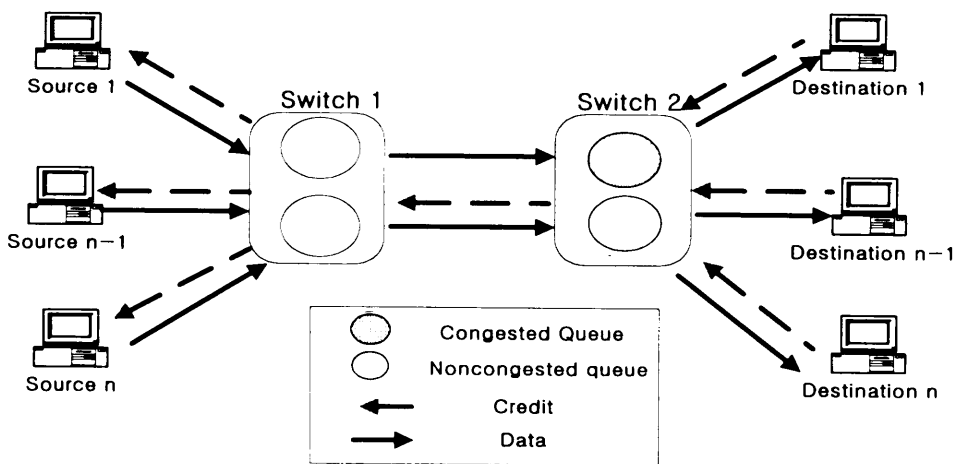 Source 1
Switch 1
Switch 2
Destination 1
Source n-1
Destination n-1
Source n
Destination n
Congested Queue
Noncongested queue
Credit
Data